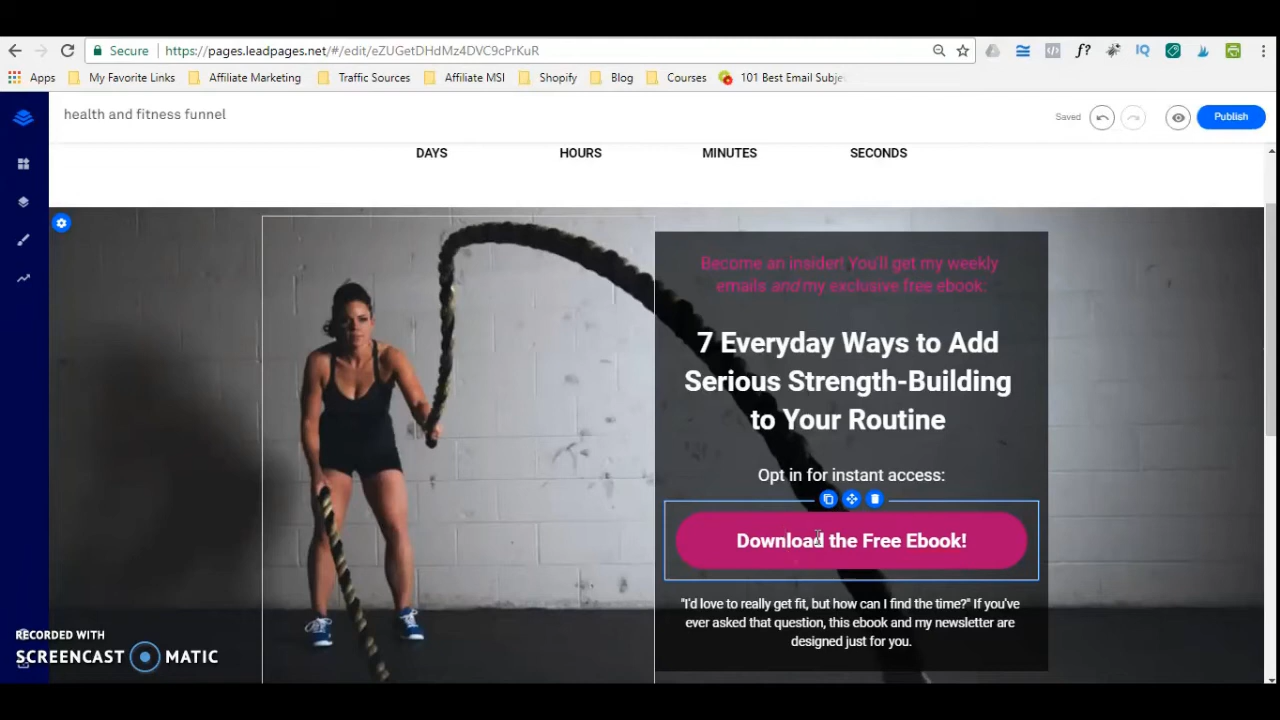 Secure https://pages.leadpages.net/#/edit/eZUGetDHdMz4DVC9cPrKuR
Apps My Favorite Links Affiliate Marketing Traffic Sources Affiliate MSI Shopify Blog Courses 101 Best Email Subje
health and fitness funnel Saved Publish
DAYS HOURS MINUTES SECONDS
Become an insider! You'll get my weekly
emails and my exclusive free ebook:
7 Everyday Ways to Add
Serious Strength-Building
to Your Routine
Opt in for instant access:
Download the Free Ebook!
"I'd love to really get fit, but how can I find the time?" If you've
ever asked that question, this ebook and my newsletter are
designed just for you.
RECORDED WITH
SCREENCAST MATIC